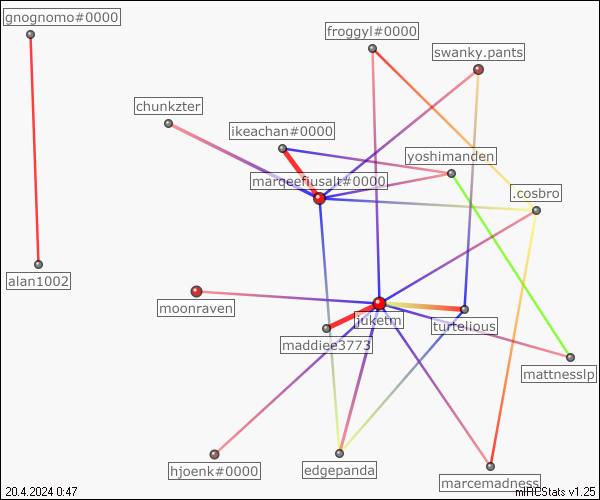 gnognomo#0000
froggyl#0000
swanky.pants
chunkzter
ikeachan#0000
yoshimanden
marqeefiusalt#0000
.cosbro
alan1002
moonraven
juketm
turtelious
maddiee3773
mattnesslp
hjoenk#0000
edgepanda
marcemadness
20.4.2024 0:47
mIRCStats v1.25